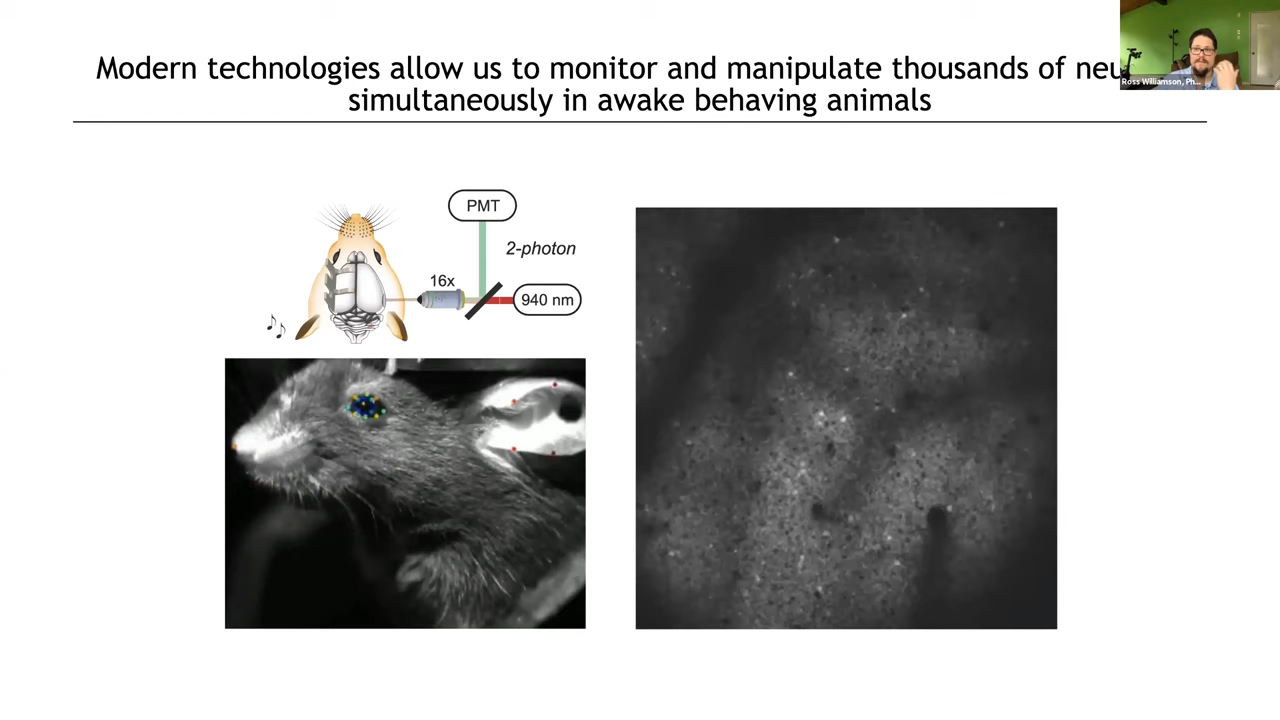 Modern technologies allow us to monitor and manipulate thousands of neu
simultaneously in awake behaving animals
Ross Williamson, Ph...
PMT
2-photon
16x
940 nm